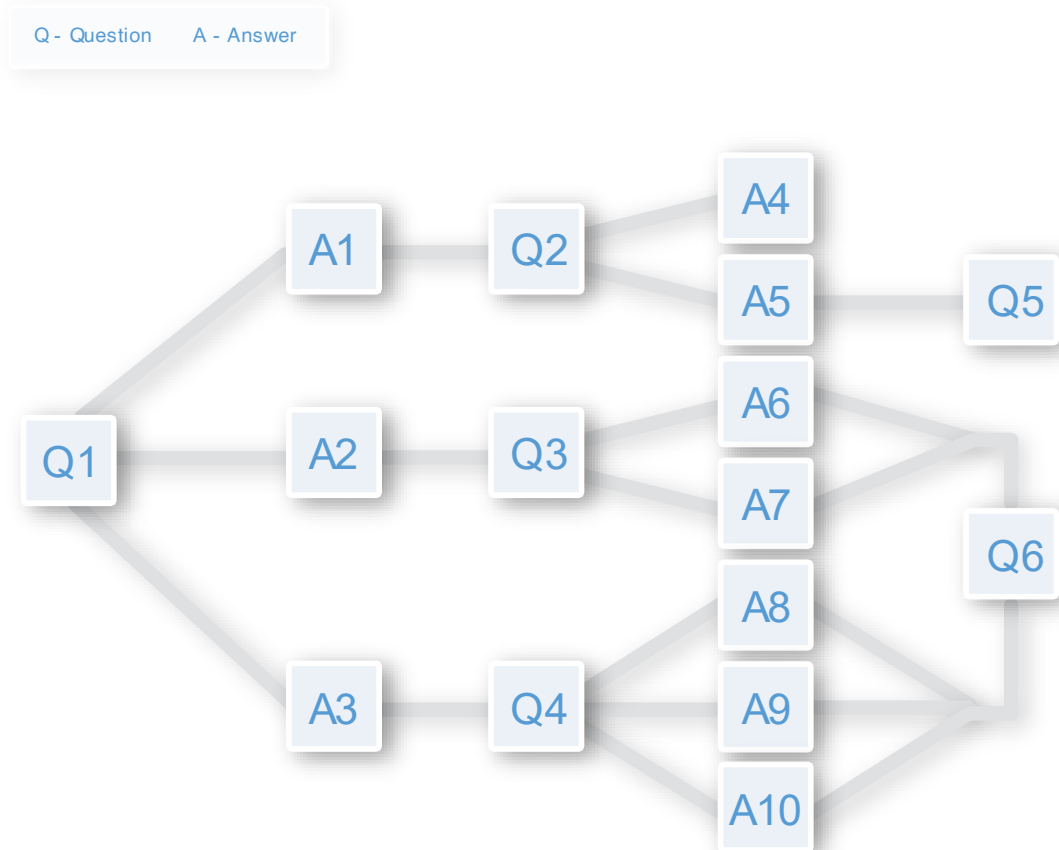 Q - Question A - Answer
A4
A1 Q2
A5 Q5
A6
Q1 A2 Q3
A7
Q6
A8
A3 Q4 A9
A10